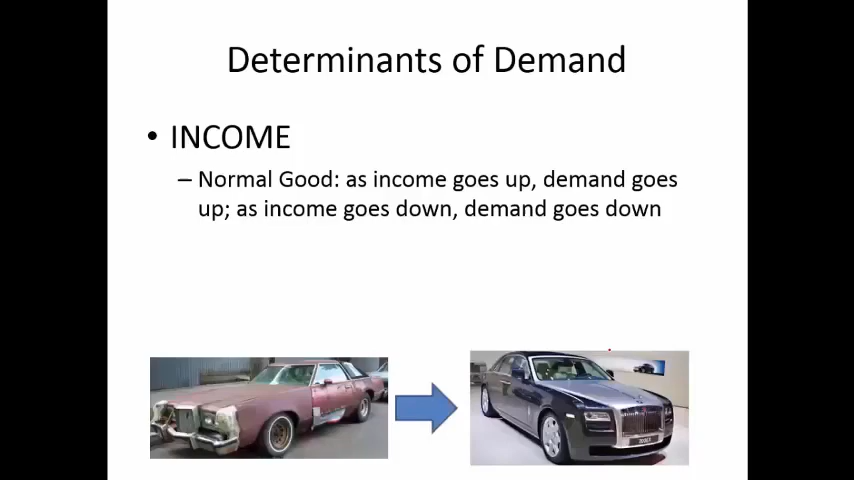 Determinants of Demand
• INCOME
– Normal Good: as income goes up, demand goes
up; as income goes down, demand goes down